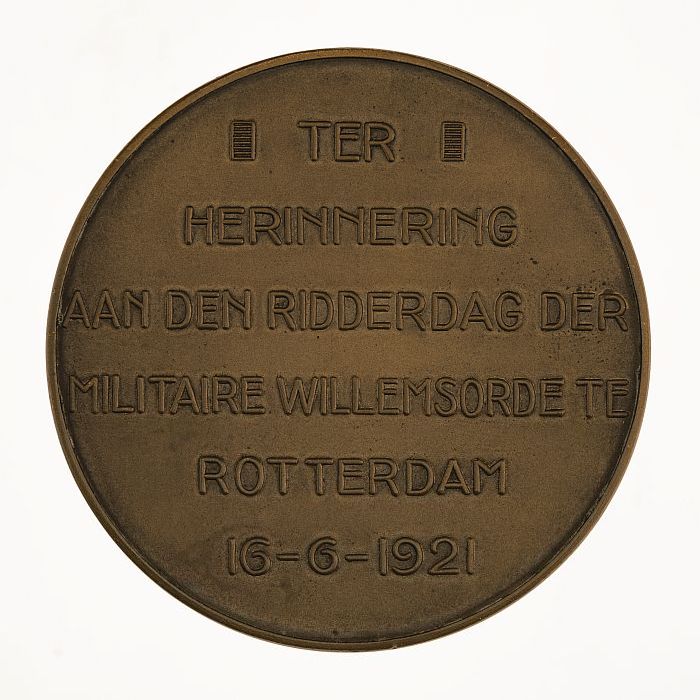 TER
HERINNERING
AAN DEN RIDDERDAG DER
MILITAIRE WILLEMSORDE TE
ROTTERDAM
16-6-1921